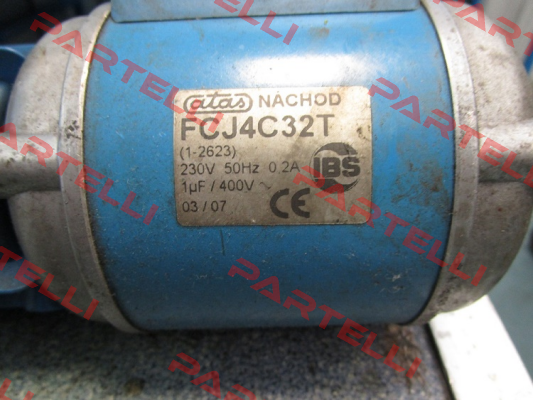 atas NACHOD
FCJ4C32T
(1-2623)
230V 50Hz 0.2A
1µF / 400V ~
03 / 07
IBS
CE
PARTELLI
PARTELLI
PARTELLI
PARTELLI
PARTELLI
PARTELLI